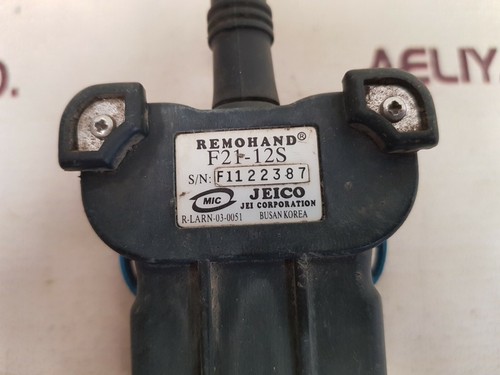 D.
AELIY
REMOHAND®
F21-12S
S/N: F1122387
MIC JEICO
JEI CORPORATION
R-LARN-03-0051 BUSAN KOREA